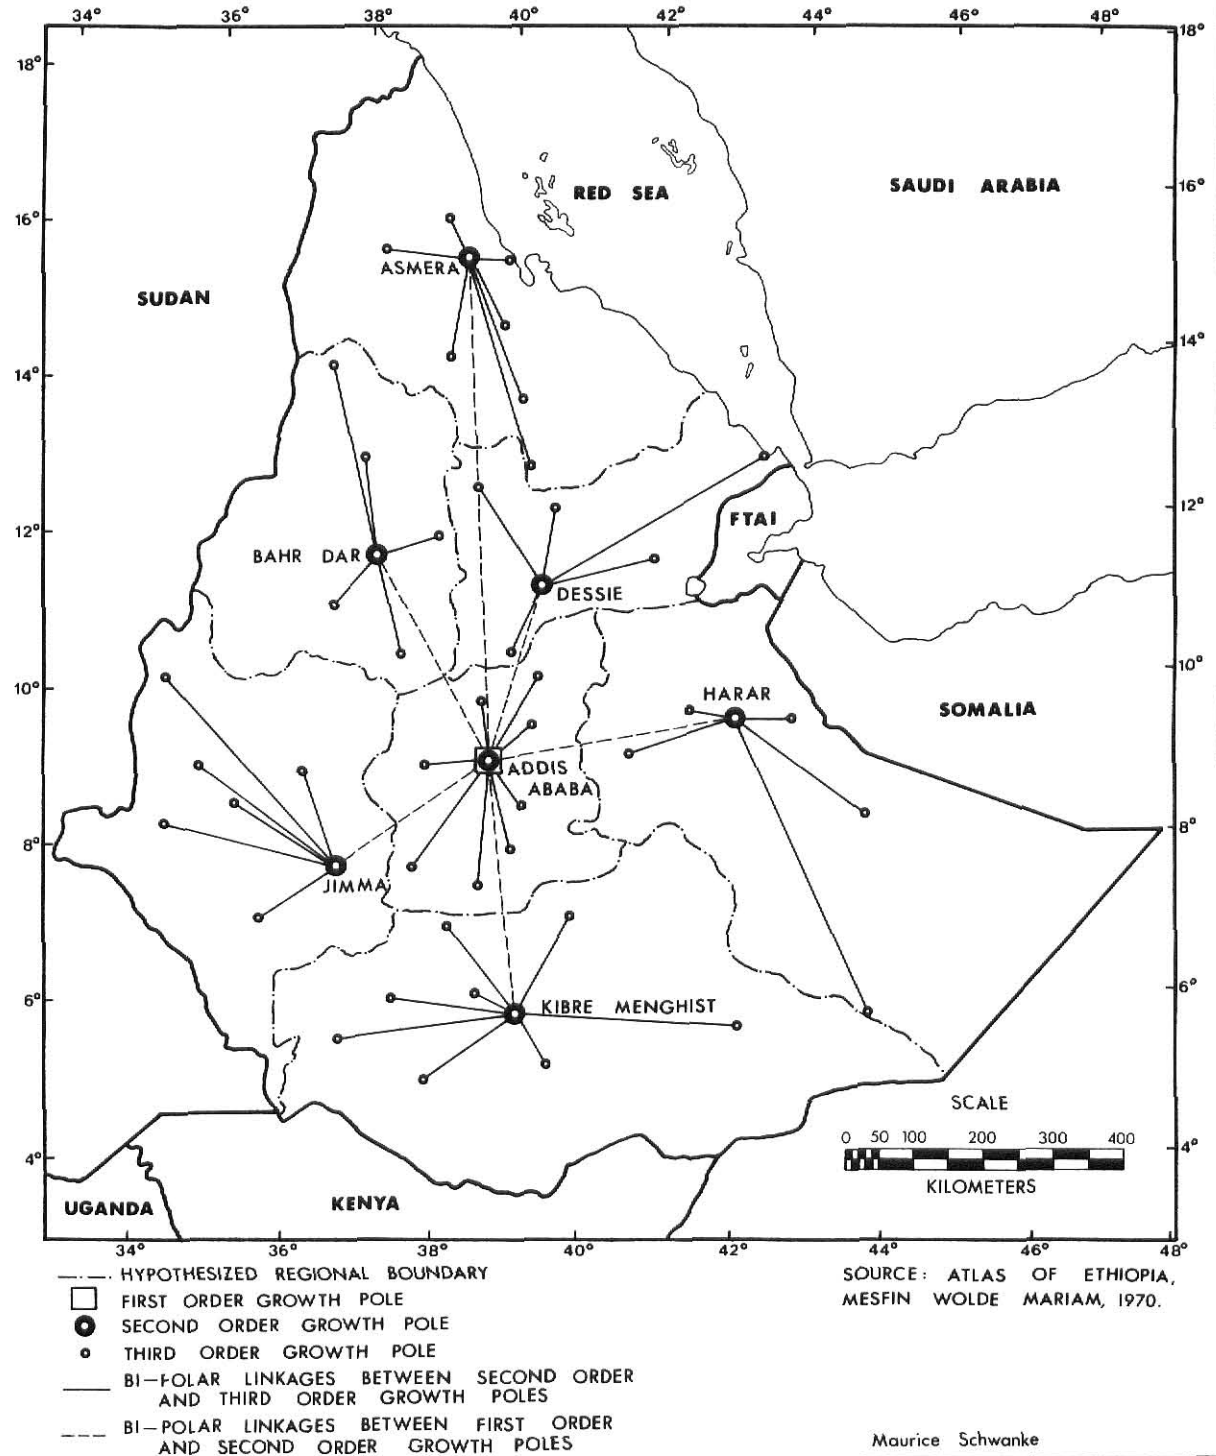 34° 36° 38° 40° 42° 44° 46° 48°
18° 18°
16° 16°
RED SEA
SAUDI ARABIA
ASMERA
SUDAN
14° 14°
12° 12°
FTAI
BAHR DAR
DESSIE
10° 10°
HARAR
SOMALIA
ADDIS
ABABA
8° 8°
JIMMA
6° 6°
KIBRE MENGHIST
SCALE
0 50 100 200 300 400
KILOMETERS
4° 4°
UGANDA
KENYA
34° 36° 38° 40° 42° 44° 46° 48°
HYPOTHESIZED REGIONAL BOUNDARY
FIRST ORDER GROWTH POLE
SECOND ORDER GROWTH POLE
THIRD ORDER GROWTH POLE
BI—FOLAR LINKAGES BETWEEN SECOND ORDER
AND THIRD ORDER GROWTH POLES
BI—POLAR LINKAGES BETWEEN FIRST ORDER
AND SECOND ORDER GROWTH POLES
SOURCE: ATLAS OF ETHIOPIA,
MESFIN WOLDE MARIAM, 1970.
Maurice Schwanke